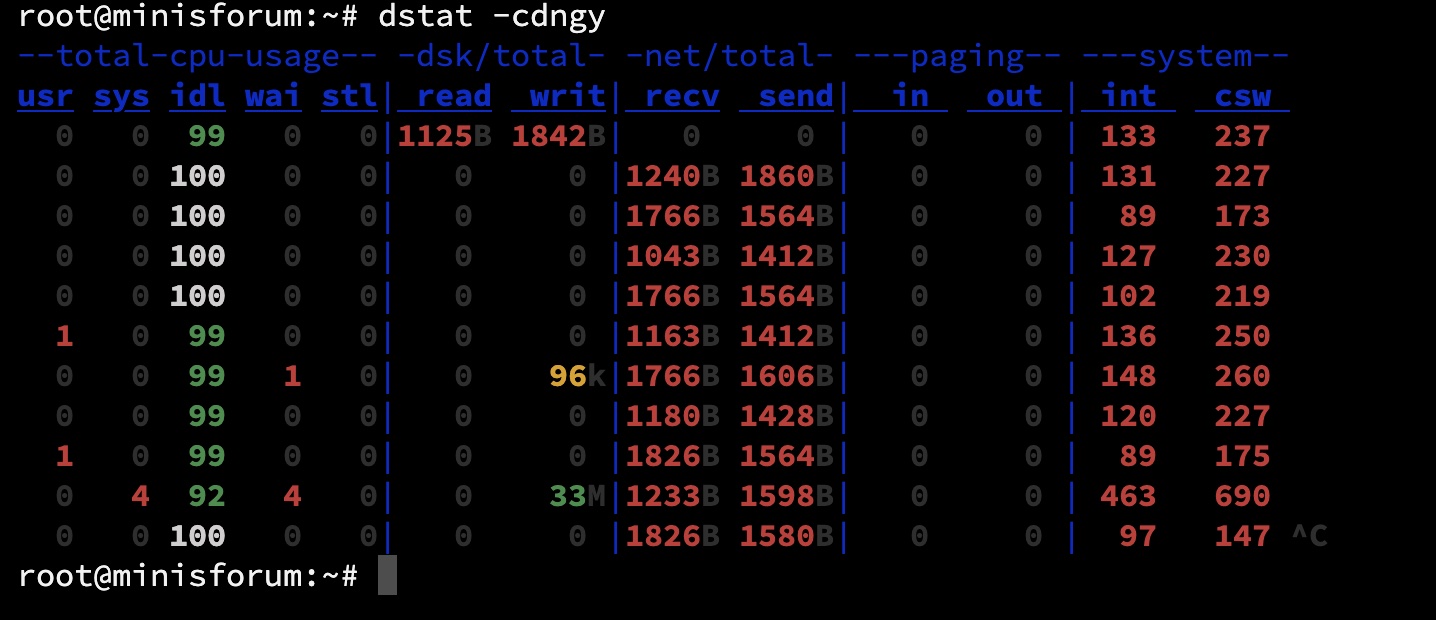 root@minisforum:~# dstat -cdngy
--total-cpu-usage-- -dsk/total- -net/total- ---paging-- ---system--
usr sys idl wai stl| read  writ| recv  send|  in   out | int   csw
  0   0  99   0   0|1125B 1842B|   0     0 |   0     0 | 133   237
  0   0 100   0   0|   0     0 |1240B 1860B|   0     0 | 131   227
  0   0 100   0   0|   0     0 |1766B 1564B|   0     0 |  89   173
  0   0 100   0   0|   0     0 |1043B 1412B|   0     0 | 127   230
  0   0 100   0   0|   0     0 |1766B 1564B|   0     0 | 102   219
  1   0  99   0   0|   0     0 |1163B 1412B|   0     0 | 136   250
  0   0  99   1   0|   0    96k|1766B 1606B|   0     0 | 148   260
  0   0  99   0   0|   0     0 |1180B 1428B|   0     0 | 120   227
  1   0  99   0   0|   0     0 |1826B 1564B|   0     0 |  89   175
  0   4  92   4   0|   0    33M|1233B 1598B|   0     0 | 463   690
  0   0 100   0   0|   0     0 |1826B 1580B|   0     0 |  97   147 ^C
root@minisforum:~#